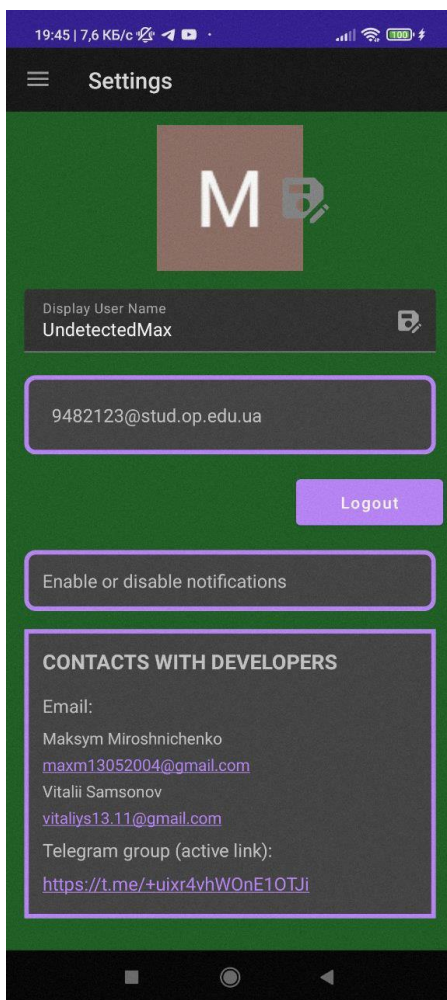 19:45 | 7,6 КБ/с
100
Settings
M
Display User Name
UndetectedMax
9482123@stud.op.edu.ua
Logout
Enable or disable notifications
CONTACTS WITH DEVELOPERS
Email:
Maksym Miroshnichenko
maxm13052004@gmail.com
Vitalii Samsonov
vitaliys13.11@gmail.com
Telegram group (active link):
https://t.me/+uixr4vhWOnE1OTJi